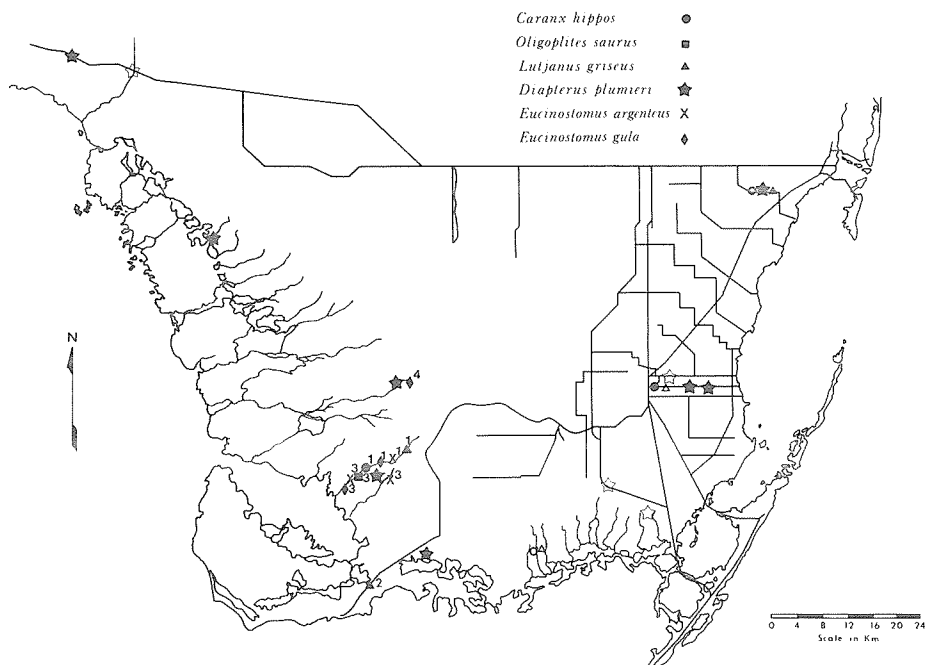 Caranx hippos
Oligoplites saurus
Lutjanus griseus
Diapterus plumieri
Eucinostomus argenteus
Eucinostomus gula
N
4
1
1 1
3
3 3
3
2
0 4 8 12 16 20 24
Scale in Km